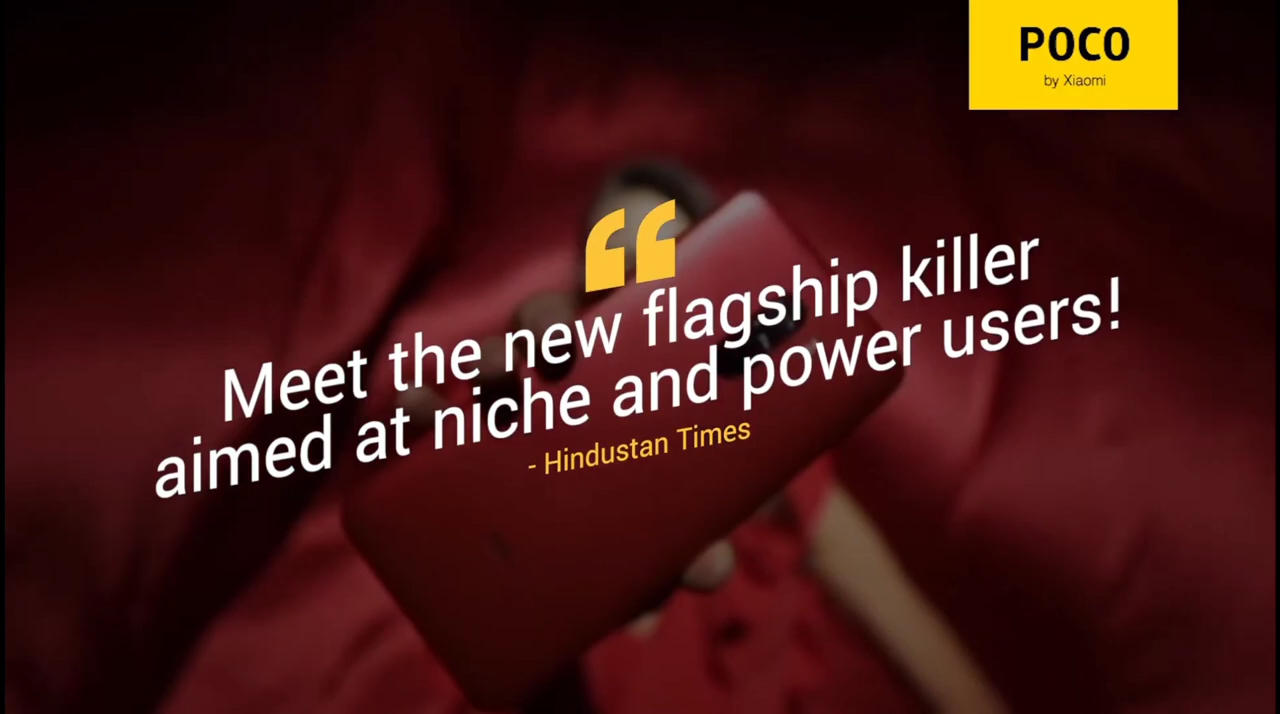 POCO
by Xiaomi
“
Meet the new flagship killer
aimed at niche and power users!
- Hindustan Times